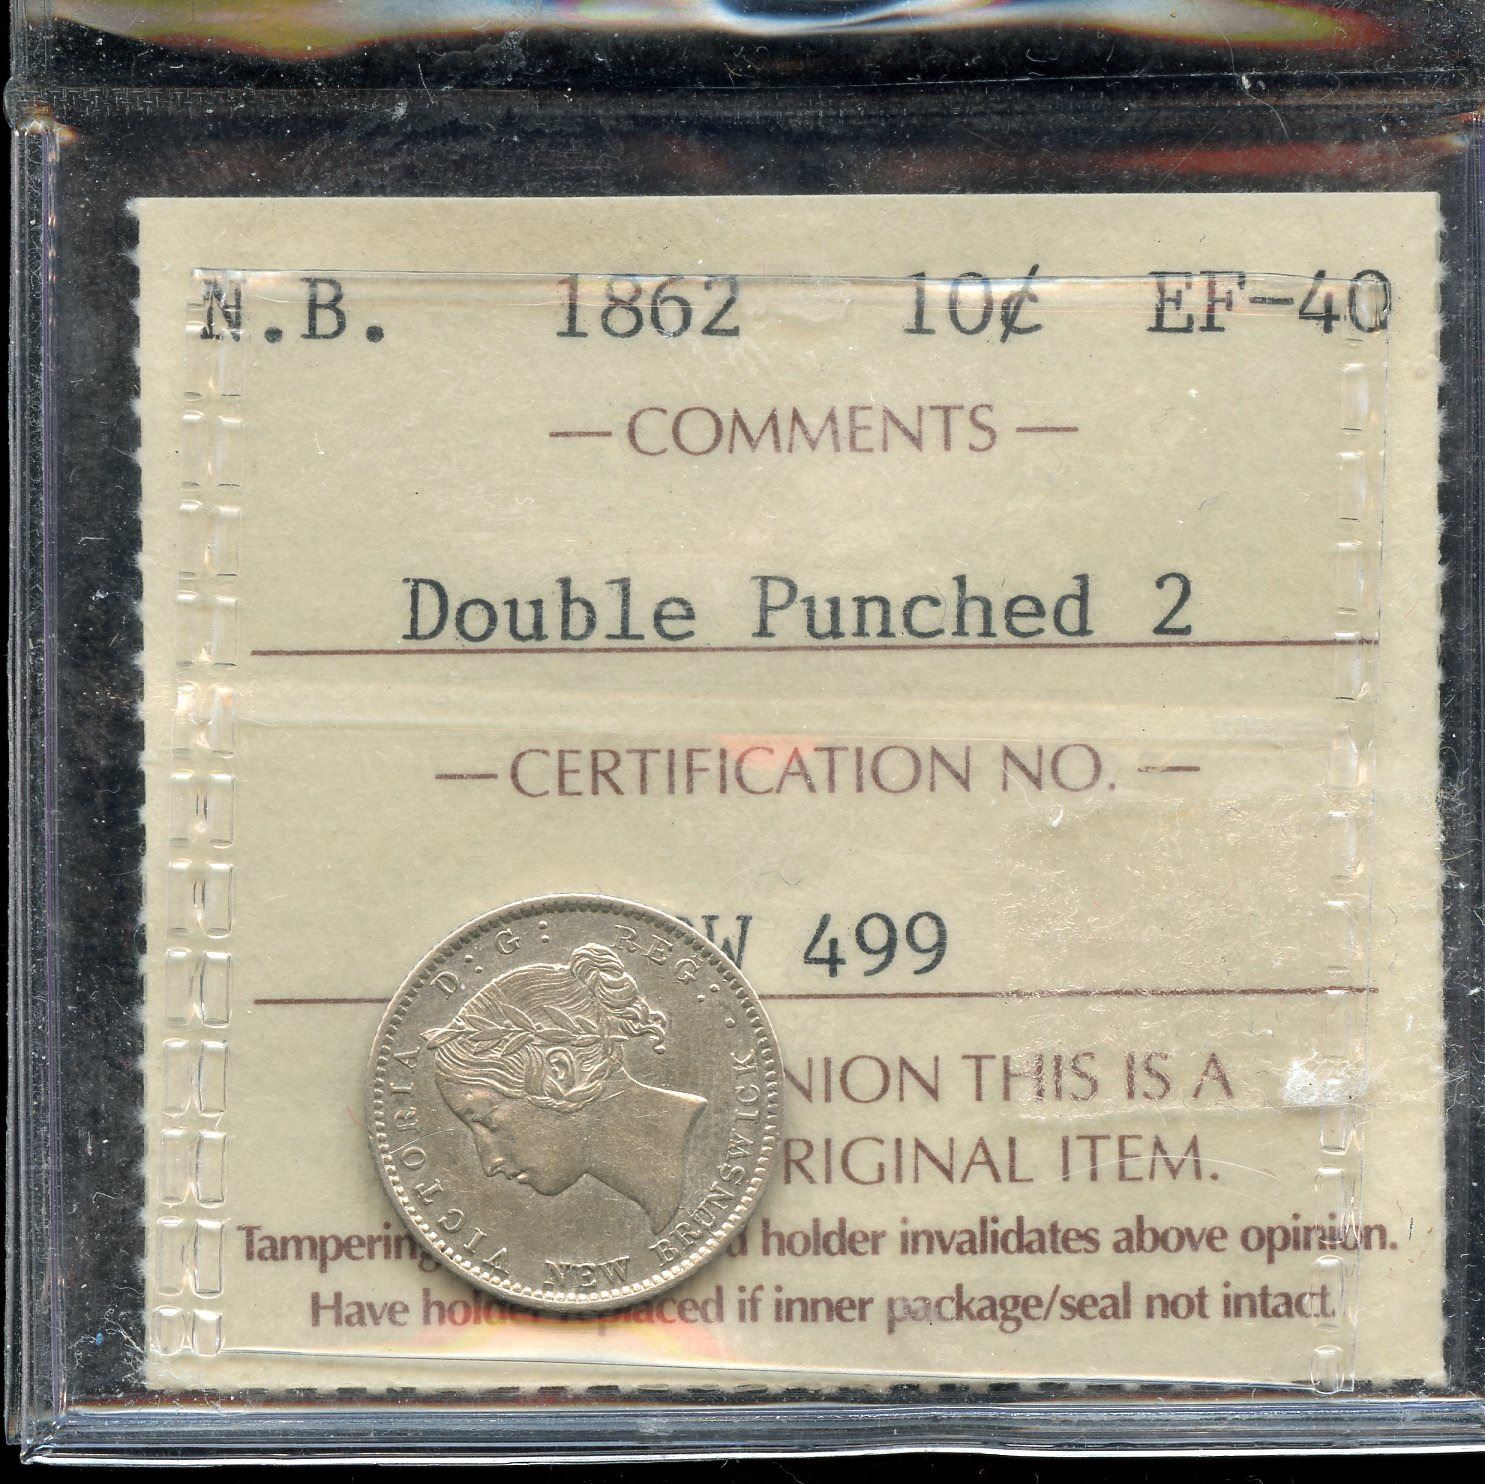 N.B. 1862 10¢ EF-40
—COMMENTS—
Double Punched 2
—CERTIFICATION NO.—
W 499
NION THIS IS A
RIGINAL ITEM.
Tampering holder invalidates above opinion.
Have holder replaced if inner package/seal not intact.
VICTORIA D:G: REG:
NEW BRUNSWICK